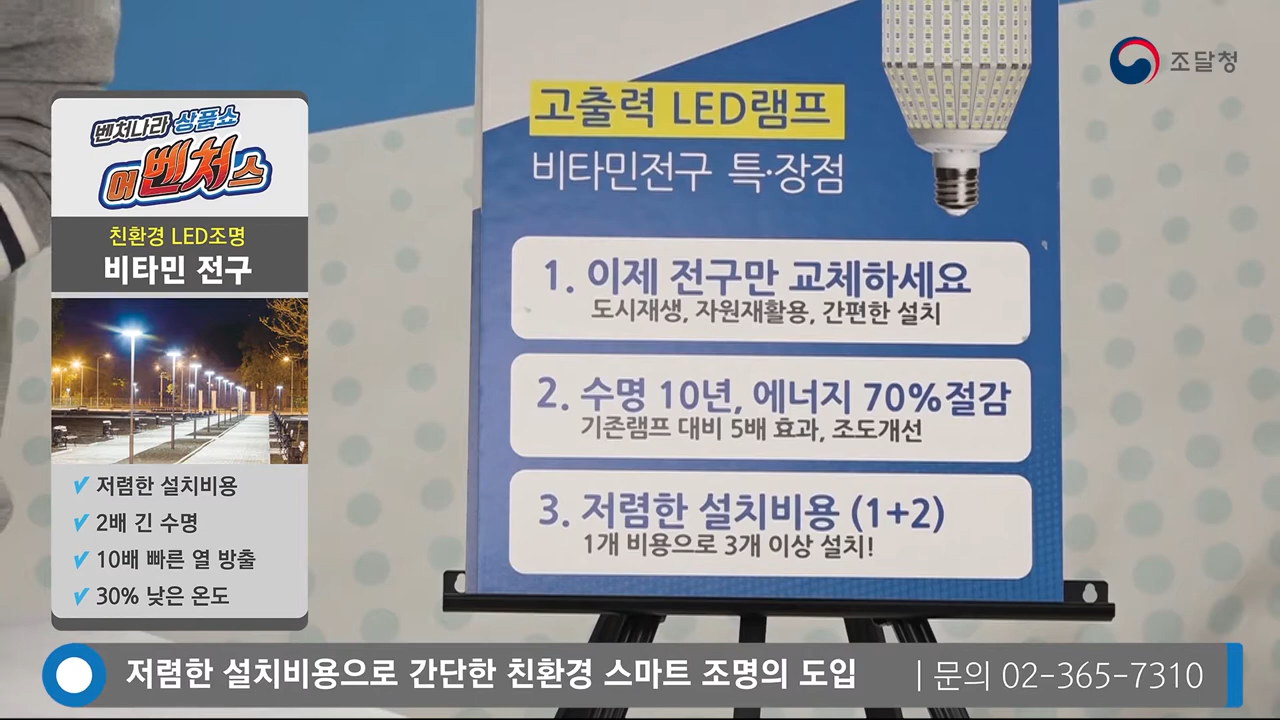 조달청
벤처나라 상품쇼
어벤처스
친환경 LED조명
비타민 전구
저렴한 설치비용
2배 긴 수명
10배 빠른 열 방출
30% 낮은 온도
고출력 LED램프
비타민전구 특·장점
1. 이제 전구만 교체하세요
도시재생, 자원재활용, 간편한 설치
2. 수명 10년, 에너지 70%절감
기존램프 대비 5배 효과, 조도개선
3. 저렴한 설치비용 (1+2)
1개 비용으로 3개 이상 설치!
저렴한 설치비용으로 간단한 친환경 스마트 조명의 도입 | 문의 02-365-7310